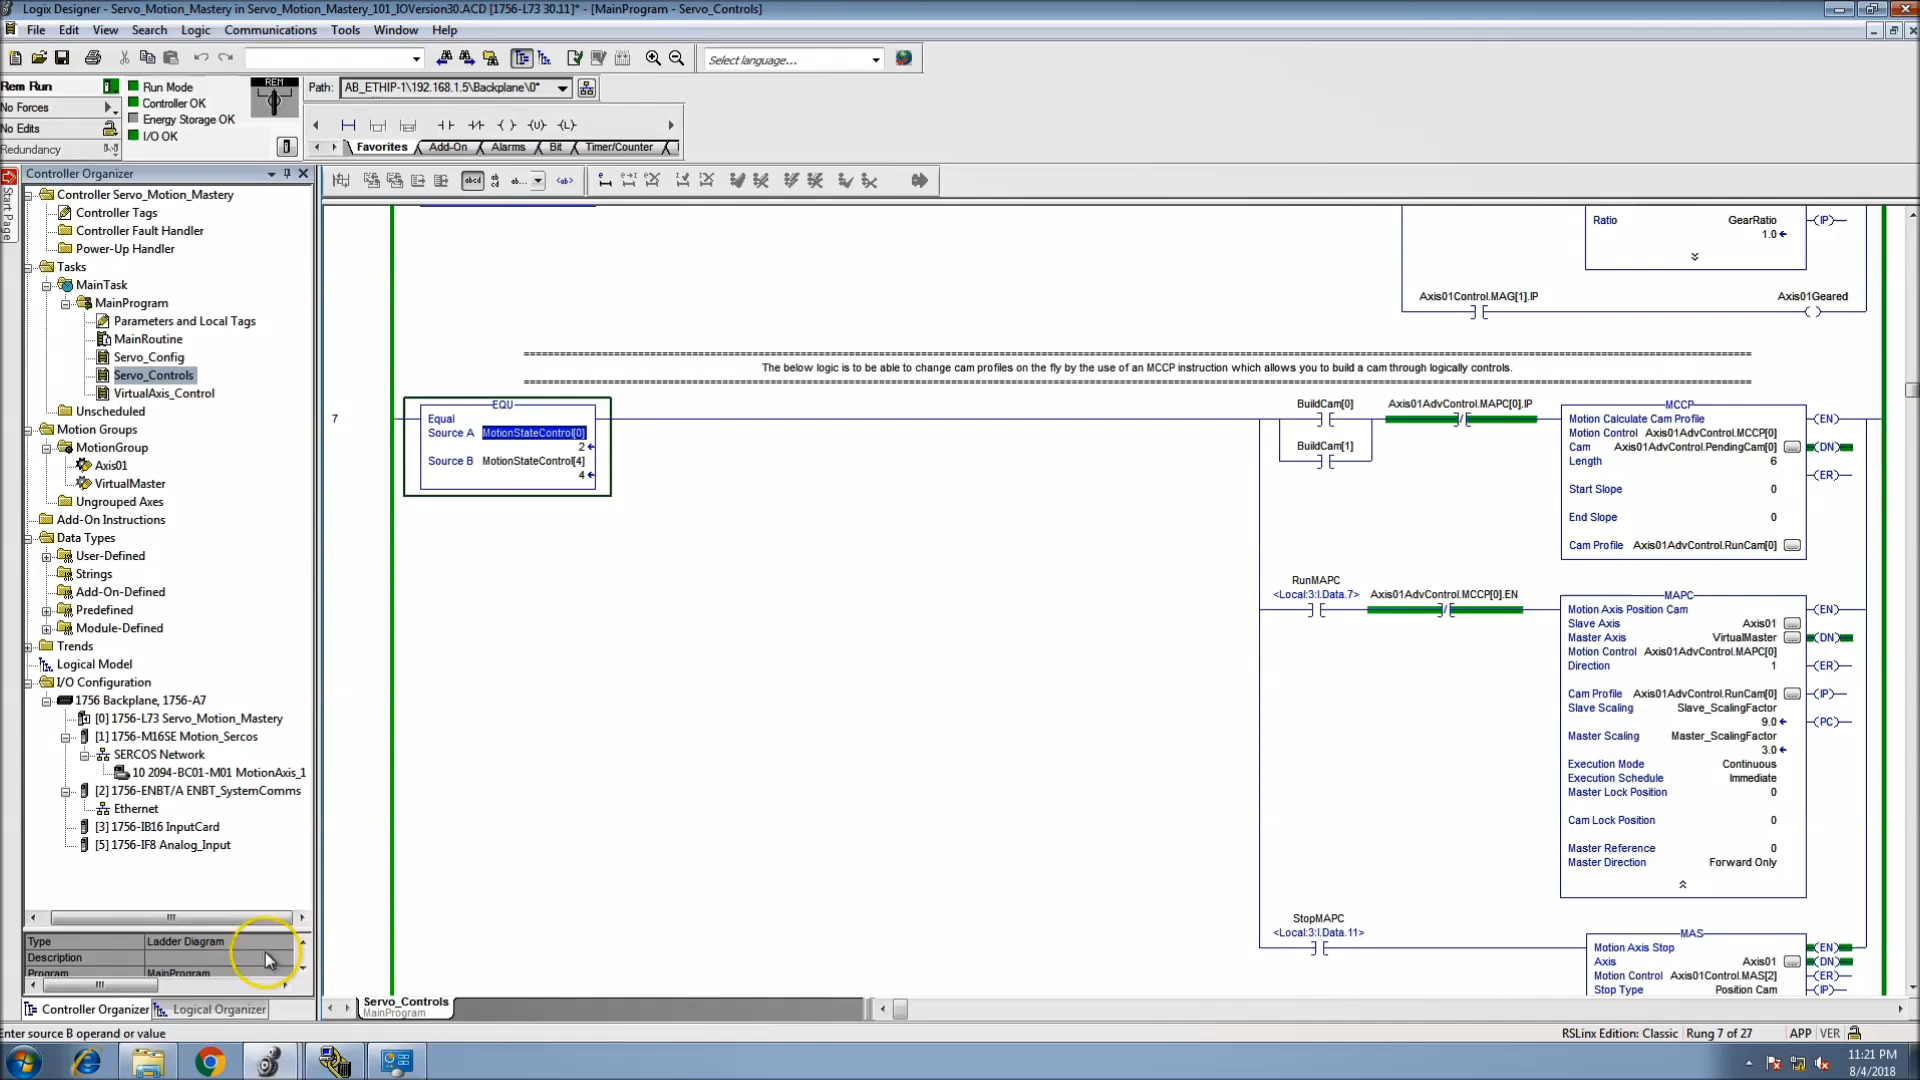 Logix Designer - Servo_Motion_Mastery in Servo_Motion_Mastery_101_IOVersion30.ACD [1756-L73 30.11]* - [MainProgram - Servo_Controls]
File Edit View Search Logic Communications Tools Window Help
Select language...
Rem Run
Run Mode
REM
Path: AB_ETHIP-1\192.168.1.5\Backplane\0*
No Forces
Controller OK
Energy Storage OK
No Edits
I/O OK
Redundancy
Favorites Add-On Alarms Bit Timer/Counter
Start Page
Controller Organizer
Controller Servo_Motion_Mastery
Controller Tags
Controller Fault Handler
Power-Up Handler
Tasks
MainTask
MainProgram
Parameters and Local Tags
MainRoutine
Servo_Config
Servo_Controls
VirtualAxis_Control
Unscheduled
Motion Groups
MotionGroup
Axis01
VirtualMaster
Ungrouped Axes
Add-On Instructions
Data Types
User-Defined
Strings
Add-On-Defined
Predefined
Module-Defined
Trends
Logical Model
I/O Configuration
1756 Backplane, 1756-A7
[0] 1756-L73 Servo_Motion_Mastery
[1] 1756-M16SE Motion_Sercos
SERCOS Network
10 2094-BC01-M01 MotionAxis_1
[2] 1756-ENBT/A ENBT_SystemComms
Ethernet
[3] 1756-IB16 InputCard
[5] 1756-IF8 Analog_Input
Type Ladder Diagram
Description
Program MainProgram
Controller Organizer Logical Organizer
Ratio GearRatio
1.0
(IP)
Axis01Control.MAG[1].IP
Axis01Geared
The below logic is to be able to change cam profiles on the fly by the use of an MCCP instruction which allows you to build a cam through logically controls.
7
EQU
Equal
Source A MotionStateControl[0]
2
Source B MotionStateControl[4]
4
BuildCam[0]
BuildCam[1]
Axis01AdvControl.MAPC[0].IP
MCCP
Motion Calculate Cam Profile (EN)
Motion Control Axis01AdvControl.MCCP[0]
Cam Axis01AdvControl.PendingCam[0] (DN)
Length 6
(ER)
Start Slope 0
End Slope 0
Cam Profile Axis01AdvControl.RunCam[0]
RunMAPC
<Local:3:I.Data.7>
Axis01AdvControl.MCCP[0].EN
MAPC
Motion Axis Position Cam (EN)
Slave Axis Axis01
Master Axis VirtualMaster (DN)
Motion Control Axis01AdvControl.MAPC[0]
Direction 1 (ER)
Cam Profile Axis01AdvControl.RunCam[0] (IP)
Slave Scaling Slave_ScalingFactor
9.0 (PC)
Master Scaling Master_ScalingFactor
3.0
Execution Mode Continuous
Execution Schedule Immediate
Master Lock Position 0
Cam Lock Position 0
Master Reference 0
Master Direction Forward Only
StopMAPC
<Local:3:I.Data.11>
MAS
Motion Axis Stop (EN)
Axis Axis01 (DN)
Motion Control Axis01Control.MAS[2] (ER)
Stop Type Position Cam (IP)
Servo_Controls
MainProgram
Enter source B operand or value
RSLinx Edition: Classic Rung 7 of 27 APP VER
11:21 PM
8/4/2018